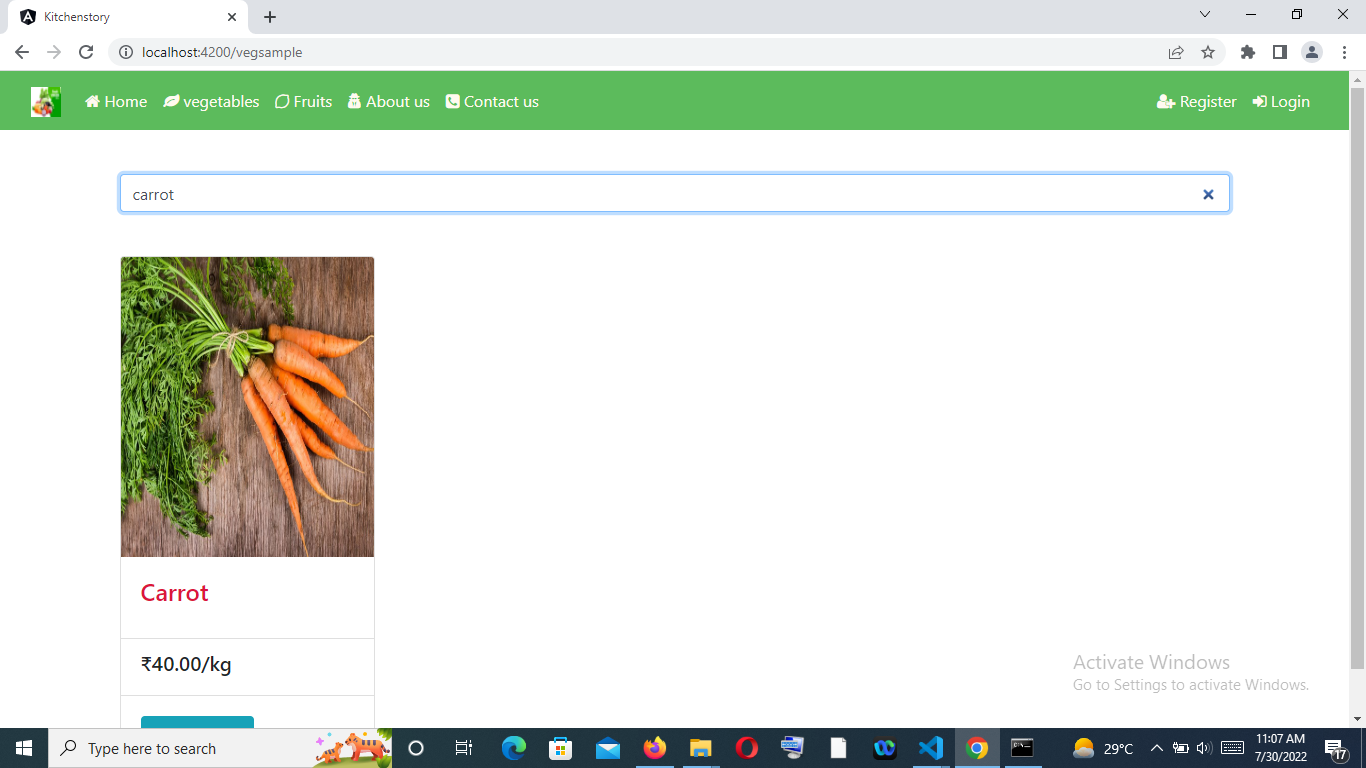 Kitchenstory
localhost:4200/vegsample
Home vegetables Fruits About us Contact us Register Login
carrot
Carrot
₹40.00/kg
Activate Windows
Go to Settings to activate Windows.
Type here to search
29°C
11:07 AM
7/30/2022
17